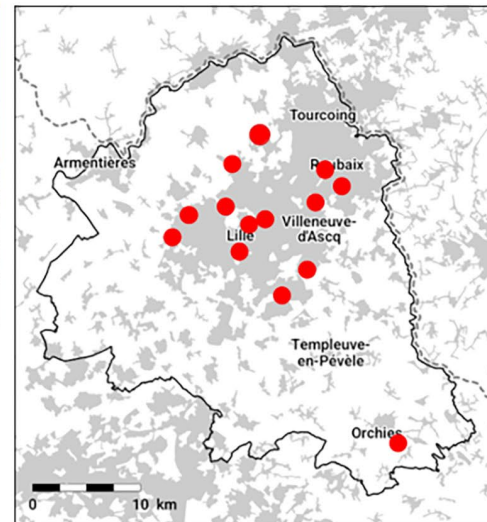 Tourcoing
Armentières
Roubaix
Villeneuve-
d'Ascq
Lille
Templeuve-
en-Pévèle
Orchies
0 10 km